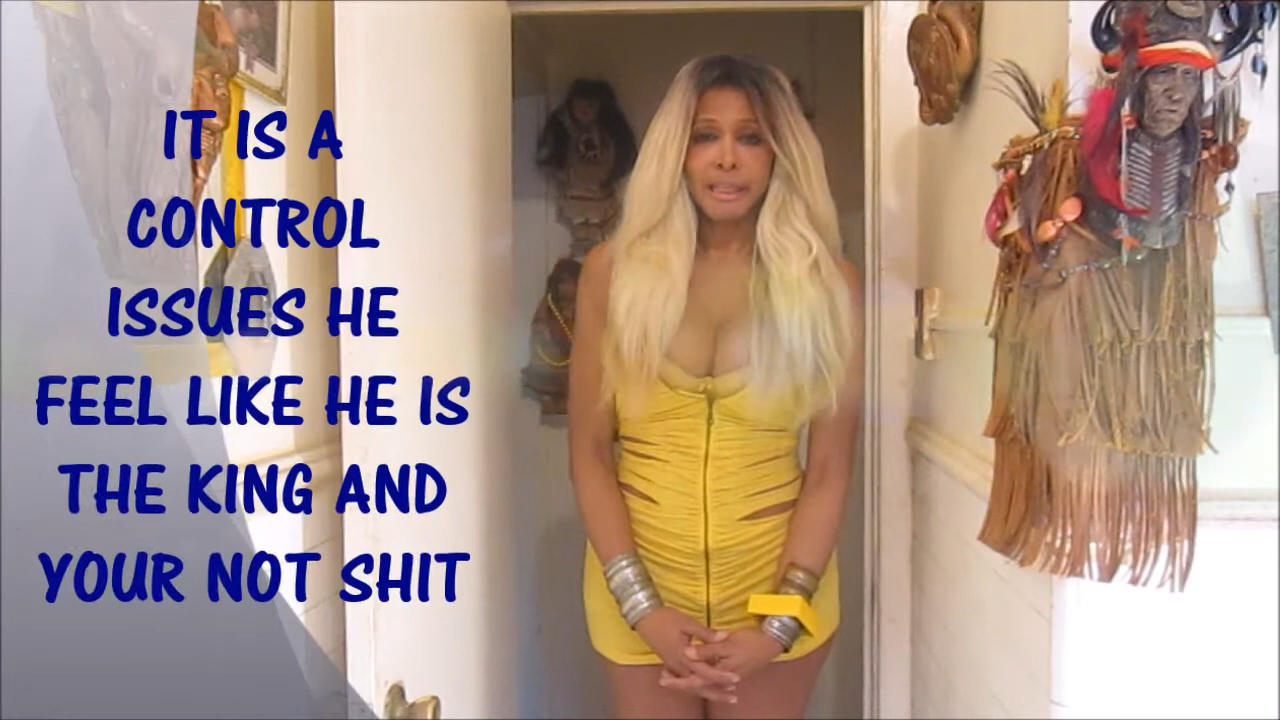 IT IS A
CONTROL
ISSUES HE
FEEL LIKE HE IS
THE KING AND
YOUR NOT SHIT